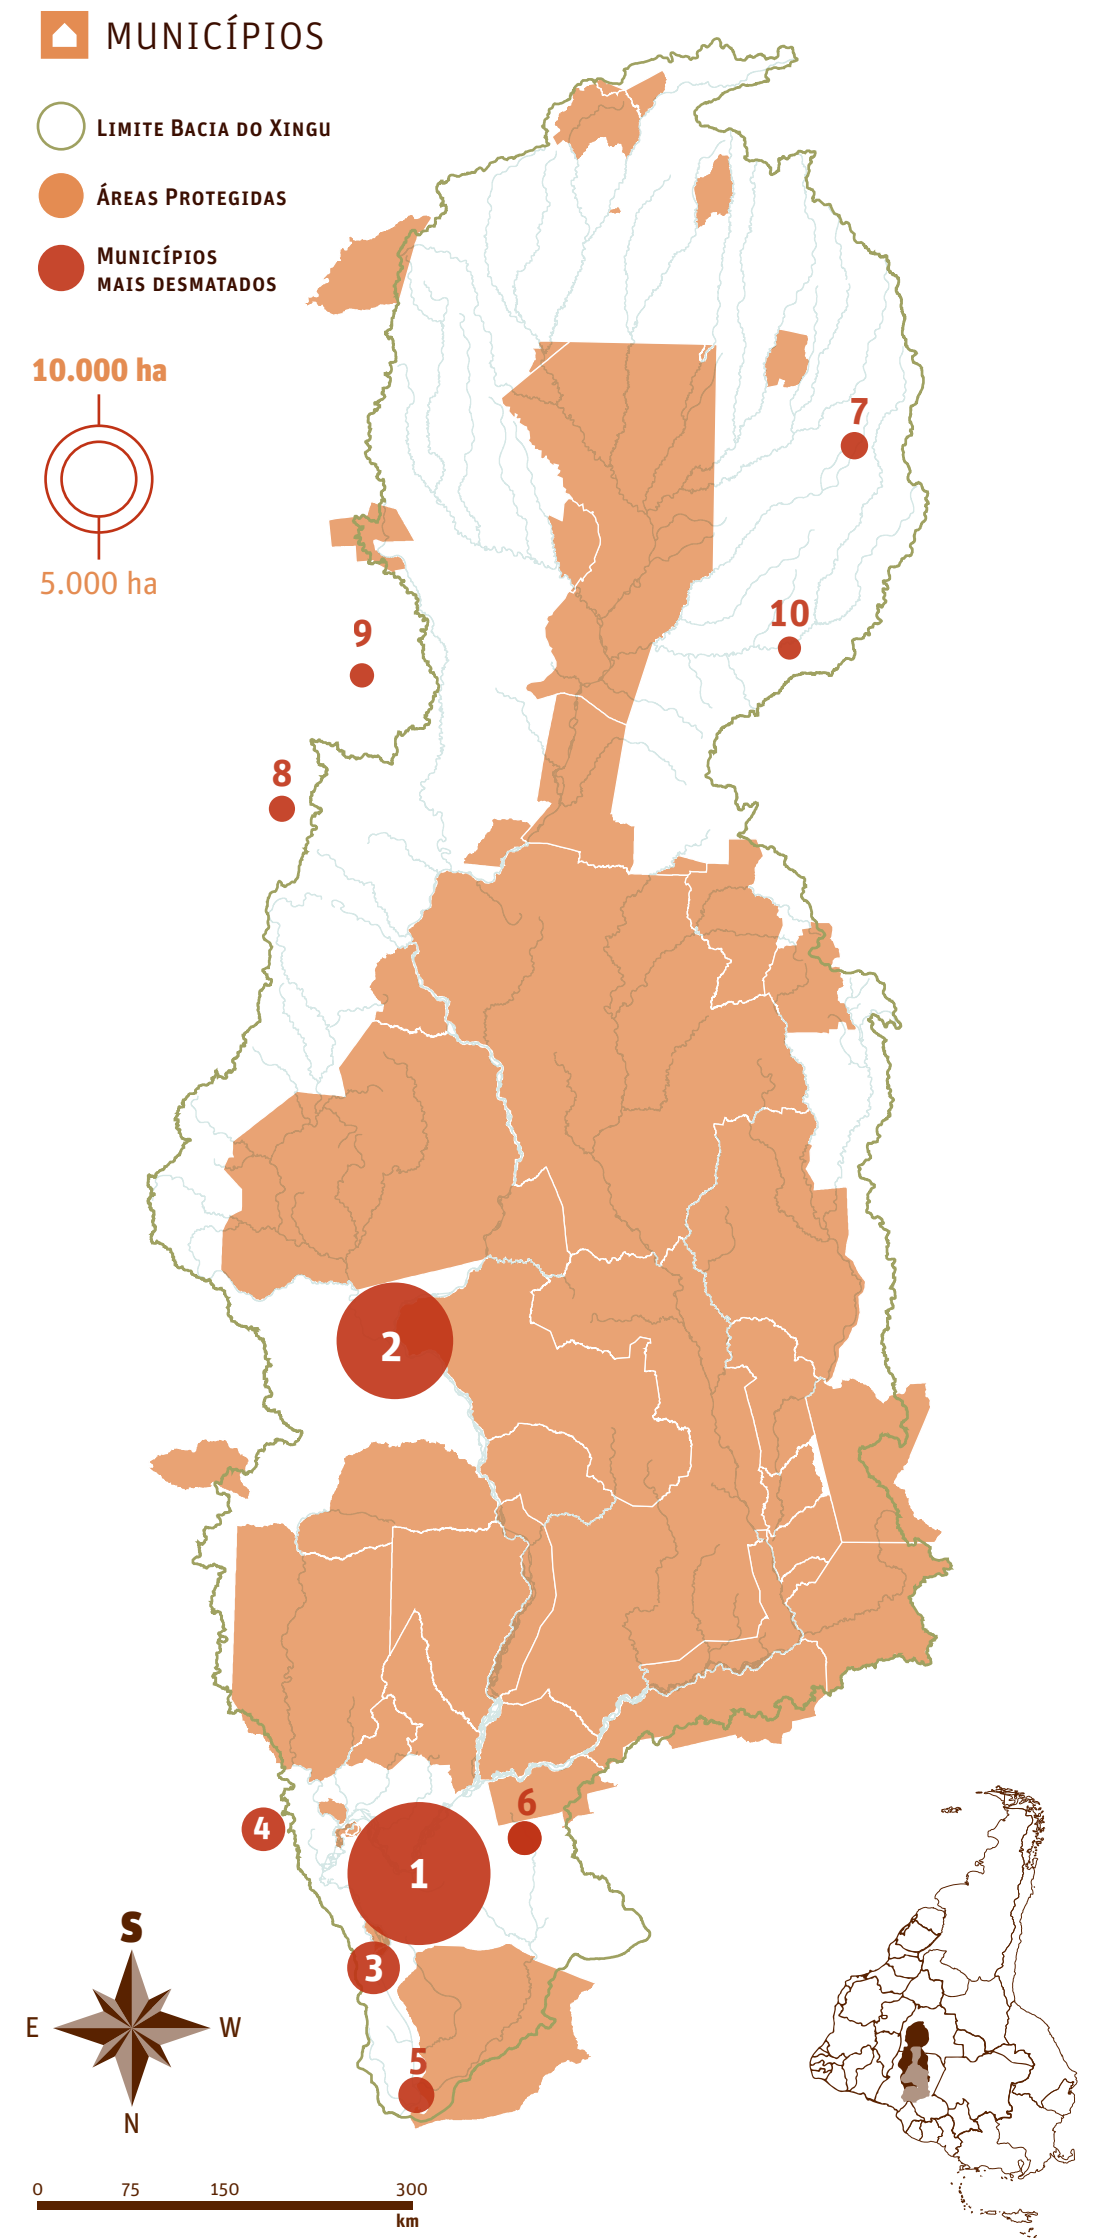 MUNICÍPIOS
LIMITE BACIA DO XINGU
ÁREAS PROTEGIDAS
MUNICÍPIOS
MAIS DESMATADOS
10.000 ha
5.000 ha
7
10
9
8
2
6
4
1
3
5
S
E
W
N
0
75
150
300
km